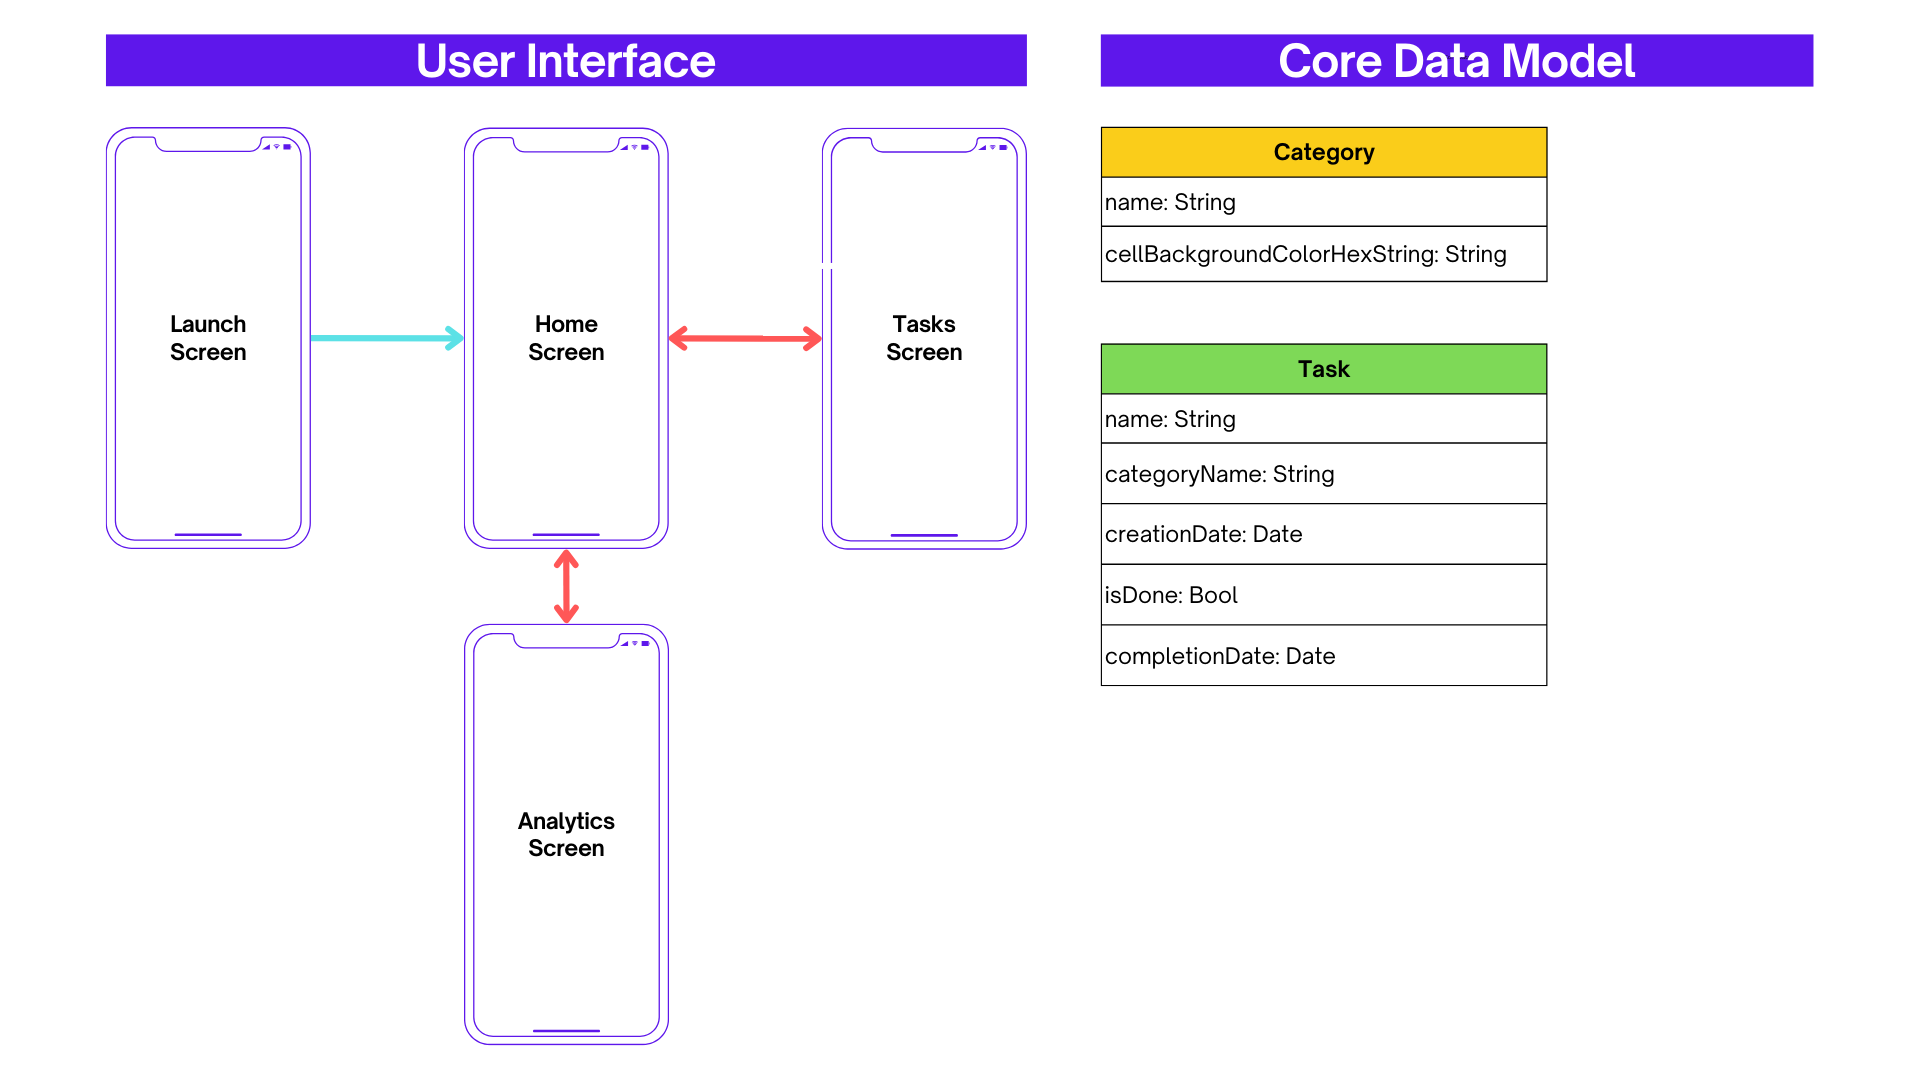 User Interface
Launch
Screen
Home
Screen
Tasks
Screen
Analytics
Screen
Core Data Model
Category
name: String
cellBackgroundColorHexString: String
Task
name: String
categoryName: String
creationDate: Date
isDone: Bool
completionDate: Date